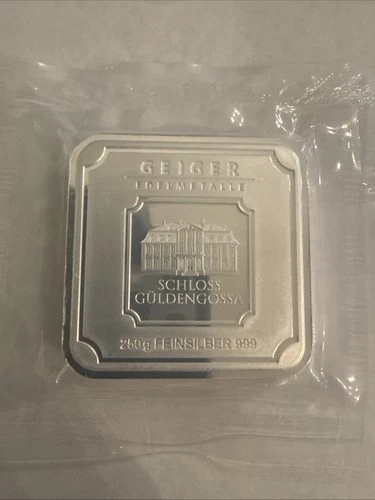 GEIGER
EDELMETALLE
SCHLOSS
GÜLDENGOSSA
250g FEINSILBER 999